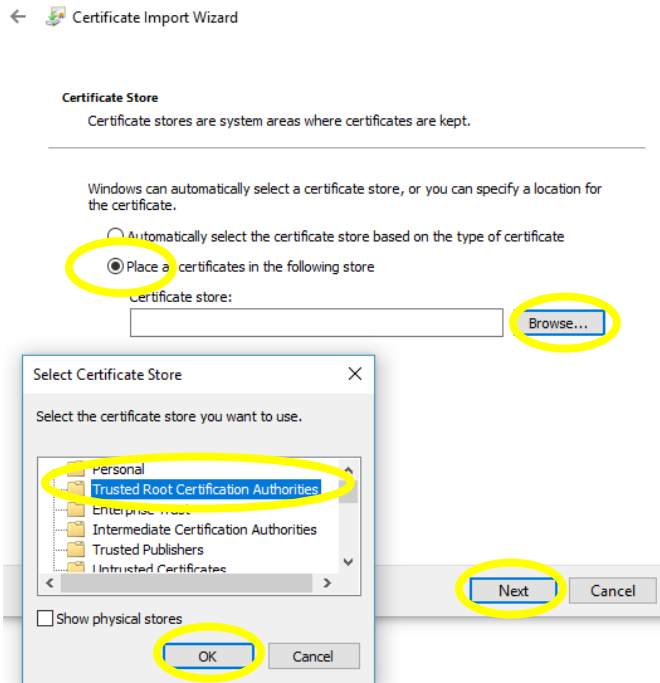 Certificate Import Wizard
Certificate Store
Certificate stores are system areas where certificates are kept.
Windows can automatically select a certificate store, or you can specify a location for
the certificate.
Automatically select the certificate store based on the type of certificate
Place all certificates in the following store
Certificate store:
Browse...
Select Certificate Store
Select the certificate store you want to use.
Personal
Trusted Root Certification Authorities
Enterprise Trust
Intermediate Certification Authorities
Trusted Publishers
Untrusted Certificates
Show physical stores
OK Cancel
Next Cancel